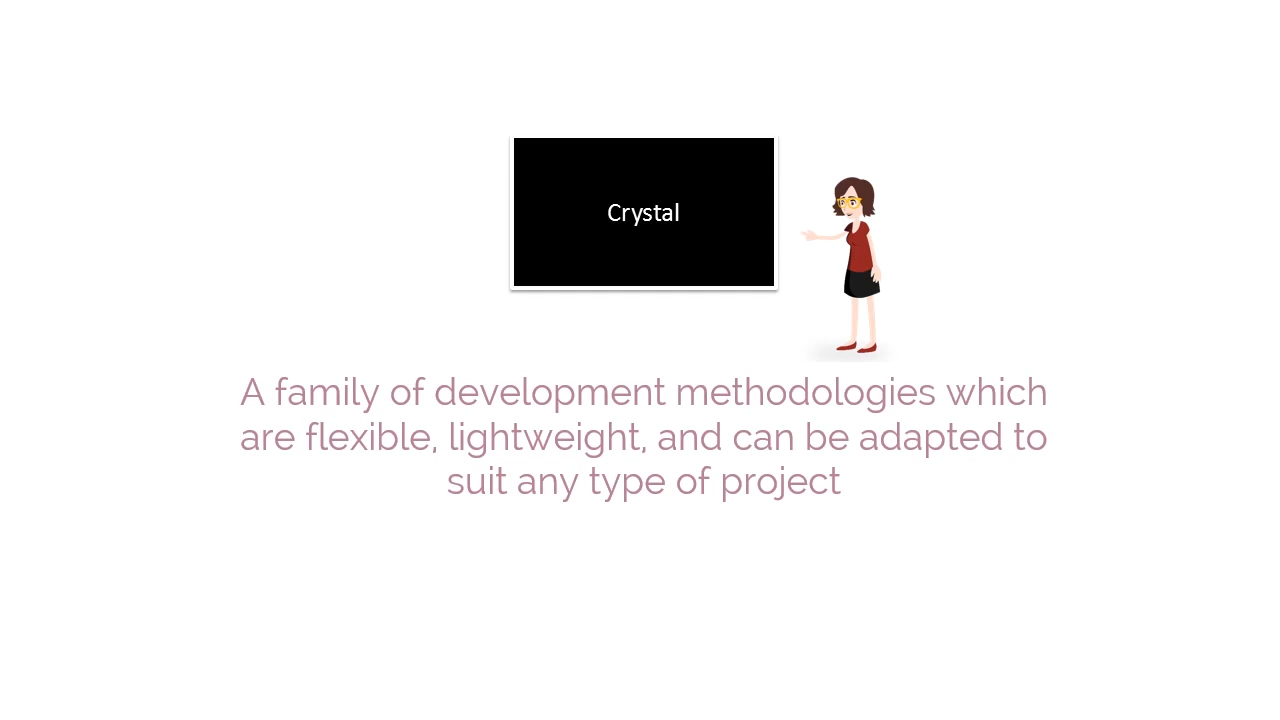 Crystal
A family of development methodologies which
are flexible, lightweight, and can be adapted to
suit any type of project